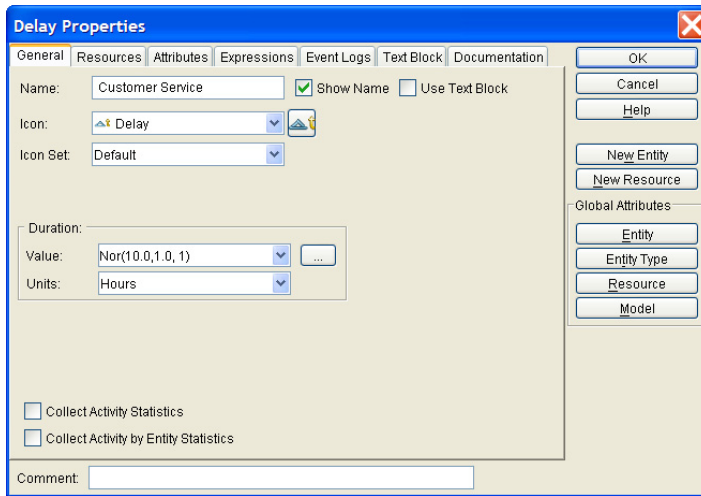 Delay Properties
General Resources Attributes Expressions Event Logs Text Block Documentation
OK
Name: Customer Service Show Name Use Text Block
Cancel
Help
Icon: Delay
Icon Set: Default
New Entity
New Resource
Global Attributes
Duration:
Entity
Value: Nor(10.0,1.0, 1) ...
Entity Type
Units: Hours
Resource
Model
Collect Activity Statistics
Collect Activity by Entity Statistics
Comment: